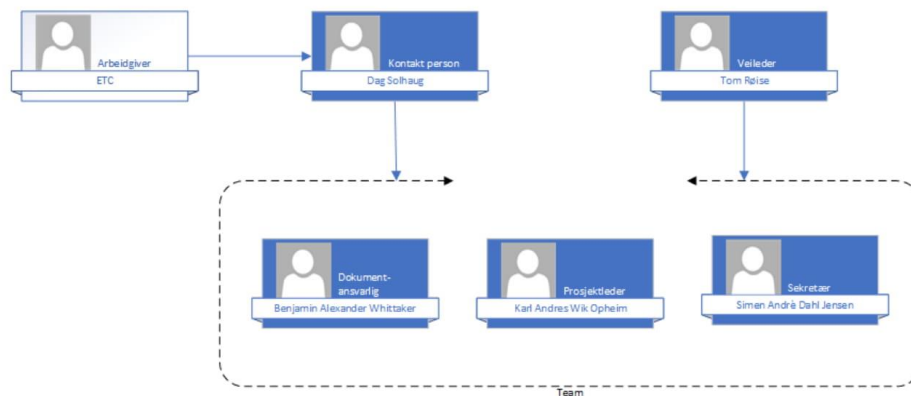 Arbeidgiver
ETC
Kontakt person
Dag Solhaug
Veileder
Tom Røise
Dokument-
ansvarlig
Benjamin Alexander Whittaker
Prosjektleder
Karl Andres Wik Opheim
Sekretær
Simen Andrè Dahl Jensen
Team